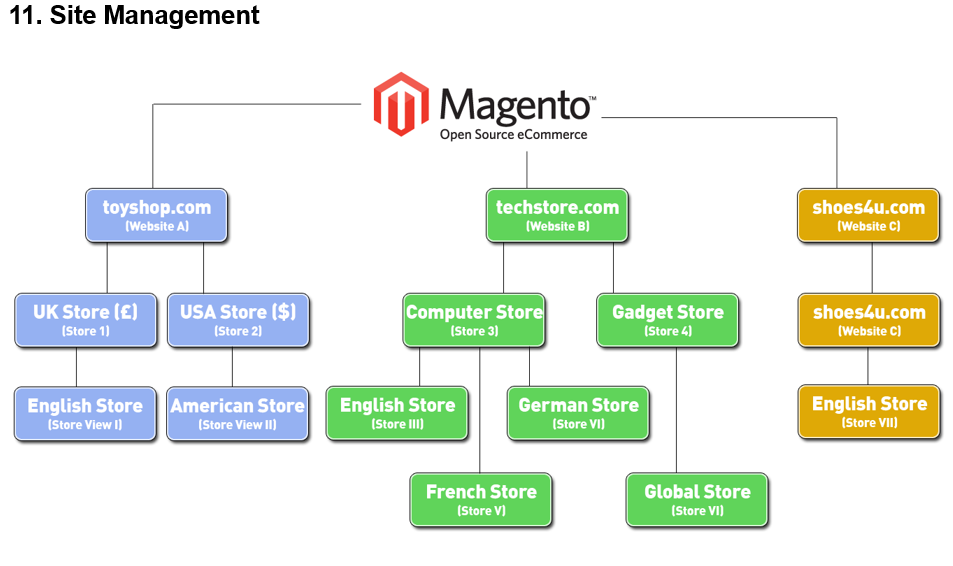 11. Site Management
Magento™
Open Source eCommerce
toyshop.com
(Website A)
techstore.com
(Website B)
shoes4u.com
(Website C)
UK Store (£)
(Store 1)
USA Store ($)
(Store 2)
Computer Store
(Store 3)
Gadget Store
(Store 4)
shoes4u.com
(Website C)
English Store
(Store View I)
American Store
(Store View II)
English Store
(Store III)
German Store
(Store VI)
English Store
(Store VII)
French Store
(Store V)
Global Store
(Store VI)